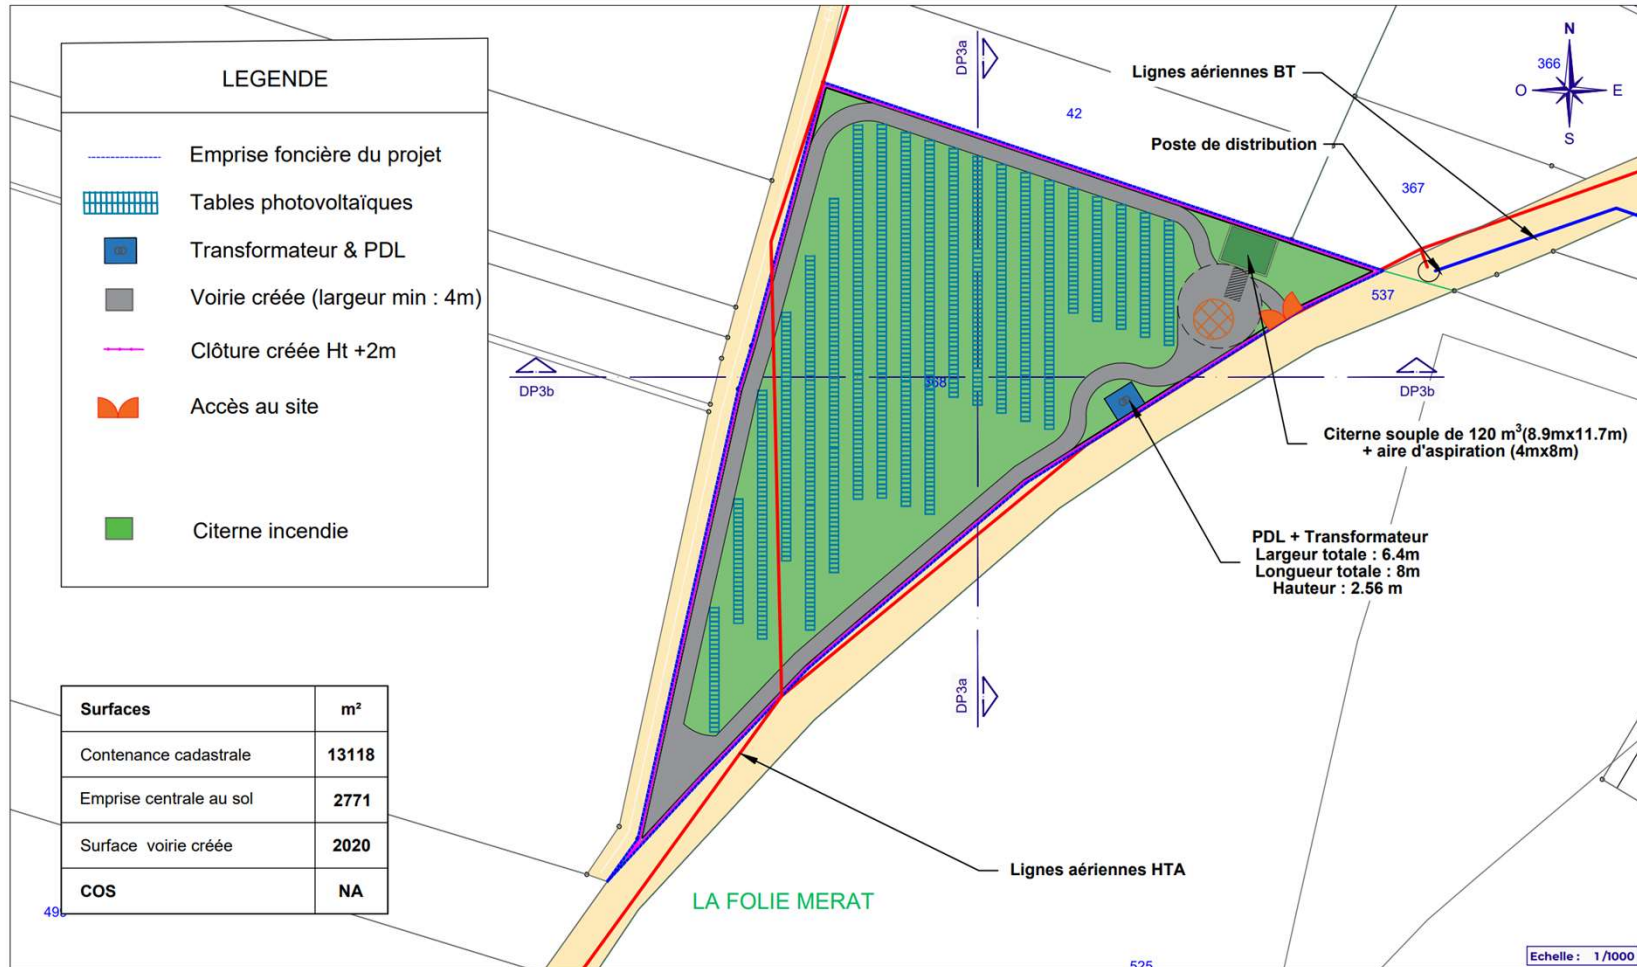 LEGENDE
Emprise foncière du projet
Tables photovoltaïques
Transformateur & PDL
Voirie créée (largeur min : 4m)
Clôture créée Ht +2m
Accès au site
Citerne incendie
Surfaces m²
Contenance cadastrale 13118
Emprise centrale au sol 2771
Surface voirie créée 2020
COS NA
DP3a
42
Lignes aériennes BT
Poste de distribution
366
N
O E
S
367
537
368
DP3b
DP3b
Citerne souple de 120 m³(8.9mx11.7m)
+ aire d'aspiration (4mx8m)
PDL + Transformateur
Largeur totale : 6.4m
Longueur totale : 8m
Hauteur : 2.56 m
DP3a
Lignes aériennes HTA
LA FOLIE MERAT
525
Echelle : 1/1000